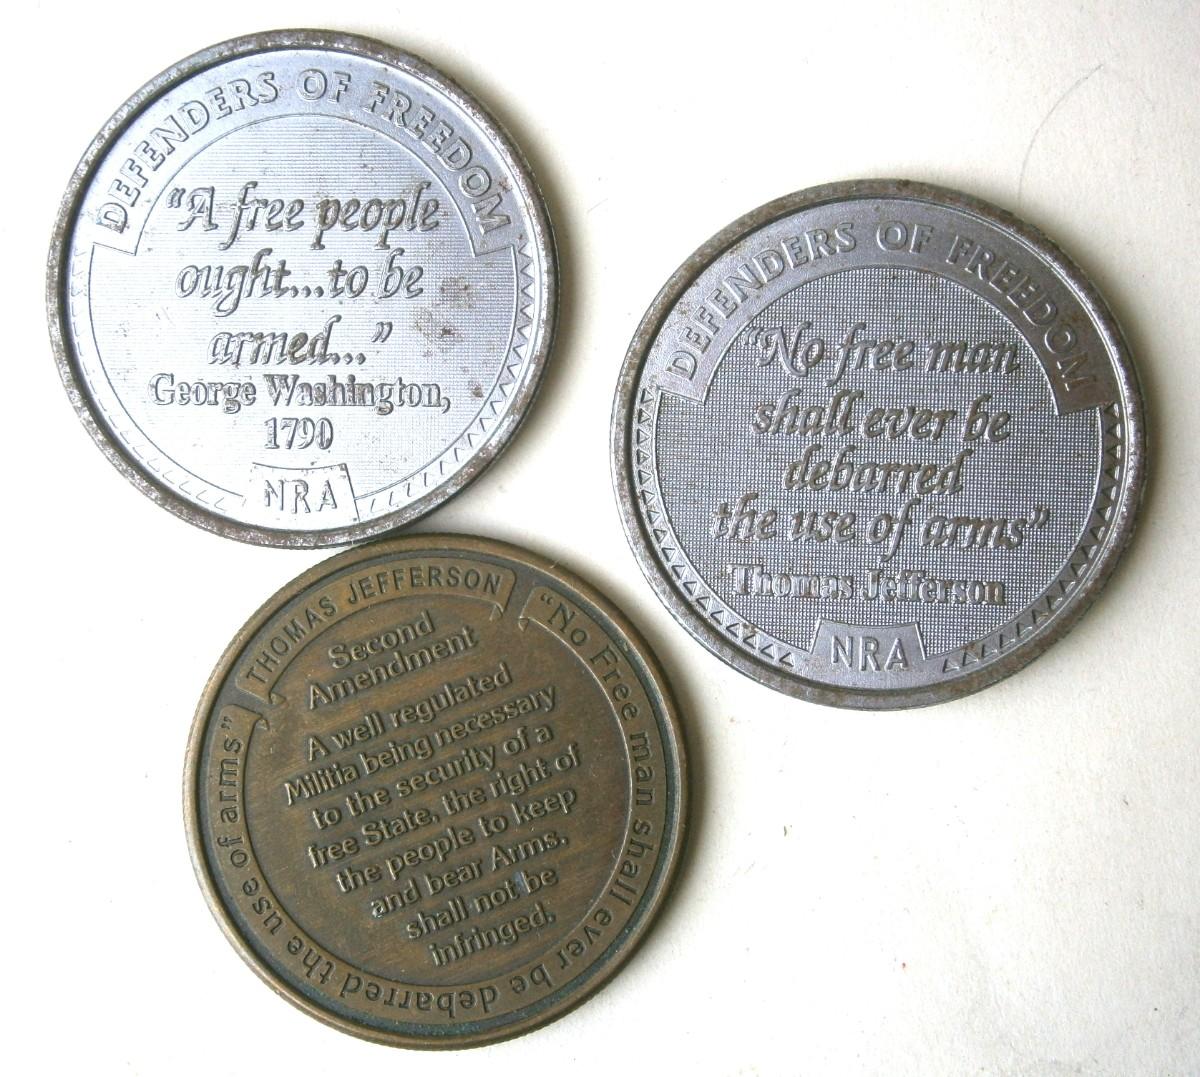 DEFENDERS OF FREEDOM
“A free people
ought...to be
armed...”
George Washington,
1790
NRA
DEFENDERS OF FREEDOM
“No free man
shall ever be
debarred
the use of arms”
Thomas Jefferson
NRA
THOMAS JEFFERSON
“No Free man shall ever be debarred the use of arms”
Second
Amendment
A well regulated
Militia being necessary
to the security of a
free State, the right of
the people to keep
and bear Arms,
shall not be
infringed.